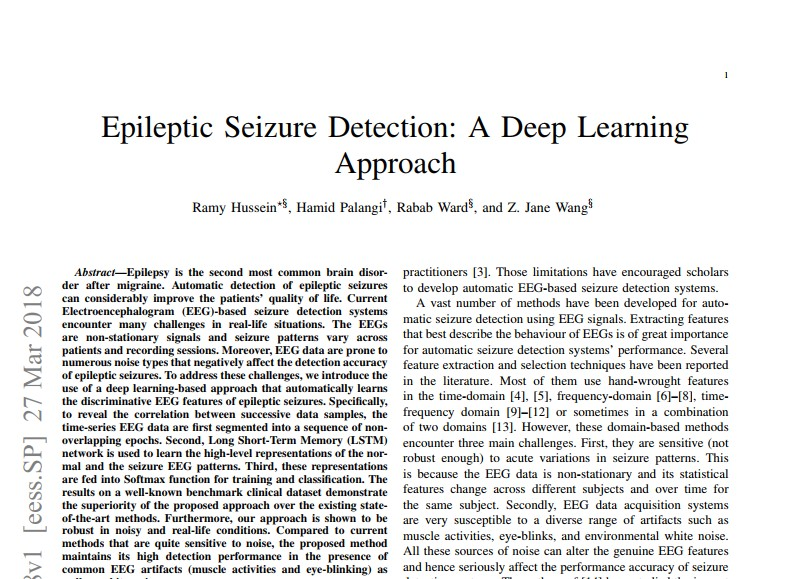 1
Epileptic Seizure Detection: A Deep Learning
Approach
Ramy Hussein*§, Hamid Palangi†, Rabab Ward§, and Z. Jane Wang§
Abstract—Epilepsy is the second most common brain disor-
der after migraine. Automatic detection of epileptic seizures
can considerably improve the patients' quality of life. Current
Electroencephalogram (EEG)-based seizure detection systems
encounter many challenges in real-life situations. The EEGs
are non-stationary signals and seizure patterns vary across
patients and recording sessions. Moreover, EEG data are prone to
numerous noise types that negatively affect the detection accuracy
of epileptic seizures. To address these challenges, we introduce the
use of a deep learning-based approach that automatically learns
the discriminative EEG features of epileptic seizures. Specifically,
to reveal the correlation between successive data samples, the
time-series EEG data are first segmented into a sequence of non-
overlapping epochs. Second, Long Short-Term Memory (LSTM)
network is used to learn the high-level representations of the nor-
mal and the seizure EEG patterns. Third, these representations
are fed into Softmax function for training and classification. The
results on a well-known benchmark clinical dataset demonstrate
the superiority of the proposed approach over the existing state-
of-the-art methods. Furthermore, our approach is shown to be
robust in noisy and real-life conditions. Compared to current
methods that are quite sensitive to noise, the proposed method
maintains its high detection performance in the presence of
common EEG artifacts (muscle activities and eye-blinking) as
practitioners [3]. Those limitations have encouraged scholars
to develop automatic EEG-based seizure detection systems.
A vast number of methods have been developed for auto-
matic seizure detection using EEG signals. Extracting features
that best describe the behaviour of EEGs is of great importance
for automatic seizure detection systems' performance. Several
feature extraction and selection techniques have been reported
in the literature. Most of them use hand-wrought features
in the time-domain [4], [5], frequency-domain [6]–[8], time-
frequency domain [9]–[12] or sometimes in a combination
of two domains [13]. However, these domain-based methods
encounter three main challenges. First, they are sensitive (not
robust enough) to acute variations in seizure patterns. This
is because the EEG data is non-stationary and its statistical
features change across different subjects and over time for
the same subject. Secondly, EEG data acquisition systems
are very susceptible to a diverse range of artifacts such as
muscle activities, eye-blinks, and environmental white noise.
All these sources of noise can alter the genuine EEG features
and hence seriously affect the performance accuracy of seizure
8v1 [eess.SP] 27 Mar 2018